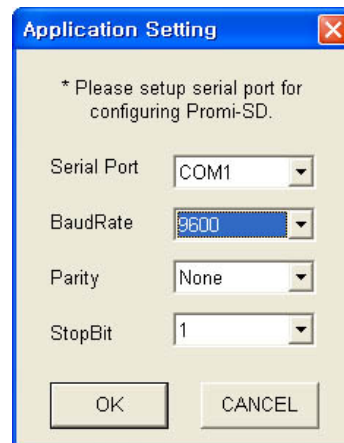 Application Setting
* Please setup serial port for
configuring Promi-SD.
Serial Port COM1
BaudRate 9600
Parity None
StopBit 1
OK CANCEL